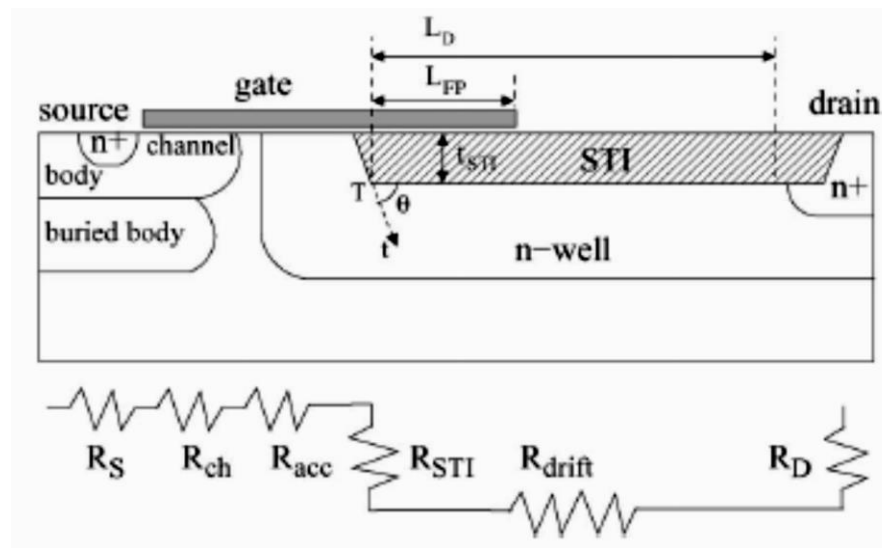 L_D
L_FP
gate
source
drain
n+ channel
t_STI
STI
body
T
θ
n+
buried body
t
n−well
R_S
R_ch
R_acc
R_STI
R_drift
R_D